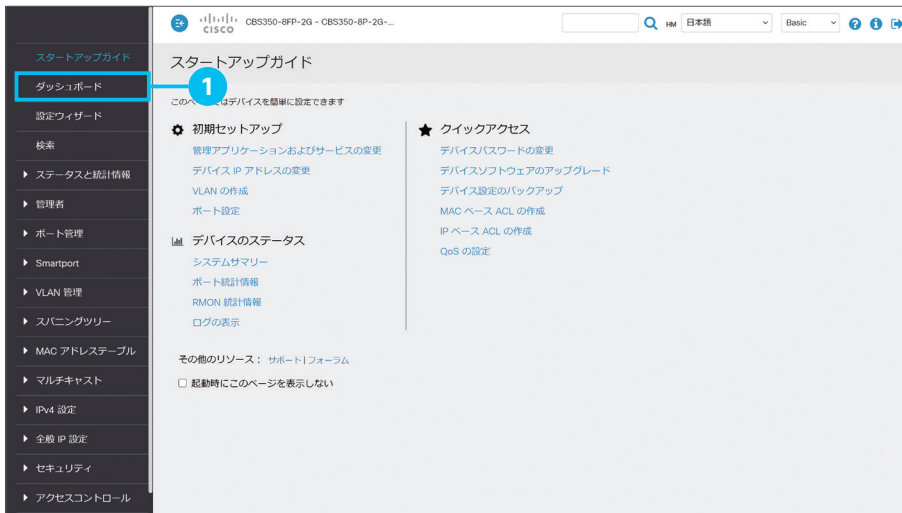 CISCO
CBS350-8FP-2G - CBS350-8P-2G-...
HM 日本語 Basic
スタートアップガイド
ダッシュボード
設定ウィザード
検索
ステータスと統計情報
管理者
ポート管理
Smartport
VLAN 管理
スパニングツリー
MAC アドレステーブル
マルチキャスト
IPv4 設定
全般 IP 設定
セキュリティ
アクセスコントロール
1
スタートアップガイド
このペ ではデバイスを簡単に設定できます
初期セットアップ
管理アプリケーションおよびサービスの変更
デバイス IP アドレスの変更
VLAN の作成
ポート設定
デバイスのステータス
システムサマリー
ポート統計情報
RMON 統計情報
ログの表示
クイックアクセス
デバイスパスワードの変更
デバイスソフトウェアのアップグレード
デバイス設定のバックアップ
MAC ベース ACL の作成
IP ベース ACL の作成
QoS の設定
その他のリソース： サポート | フォーラム
起動時にこのページを表示しない